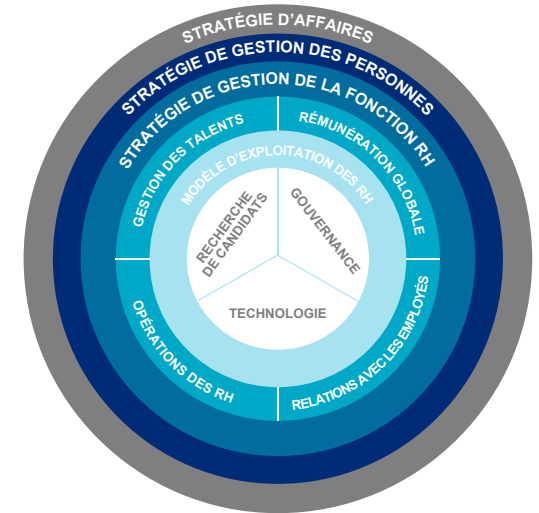 STRATÉGIE D'AFFAIRES
STRATÉGIE DE GESTION DES PERSONNES
STRATÉGIE DE GESTION DE LA FONCTION RH
GESTION DES TALENTS
RÉMUNÉRATION GLOBALE
MODÈLE D'EXPLOITATION DES RH
RECHERCHE
DE CANDIDATS
GOUVERNANCE
TECHNOLOGIE
OPÉRATIONS DES RH
RELATIONS AVEC LES EMPLOYÉS